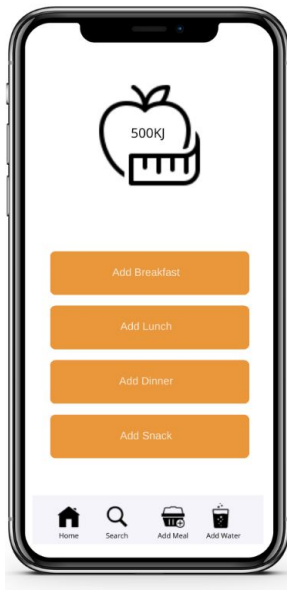 500KJ
Add Breakfast
Add Lunch
Add Dinner
Add Snack
Home Search Add Meal Add Water